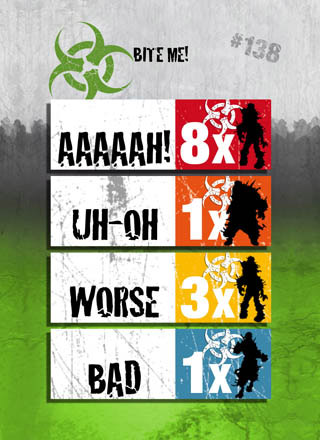 BITE ME!
#138
AAAAAH! 8x
UH-OH 1x
WORSE 3x
BAD 1x